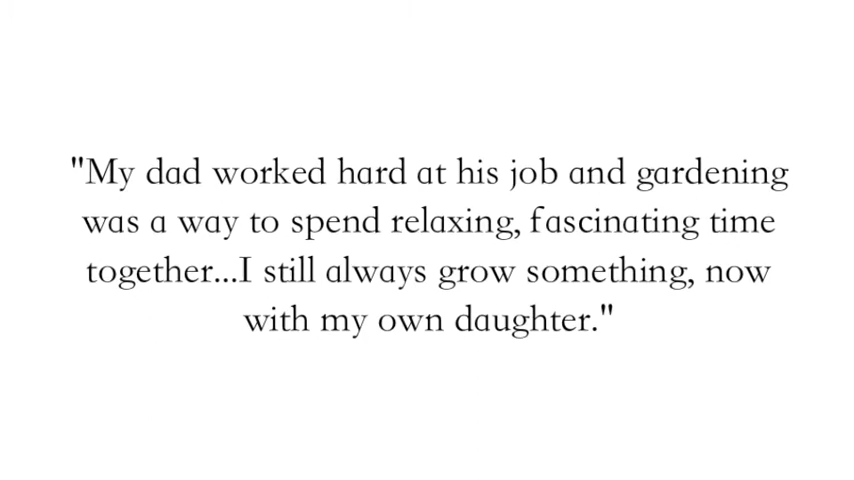 "My dad worked hard at his job and gardening
was a way to spend relaxing, fascinating time
together...I still always grow something, now
with my own daughter."